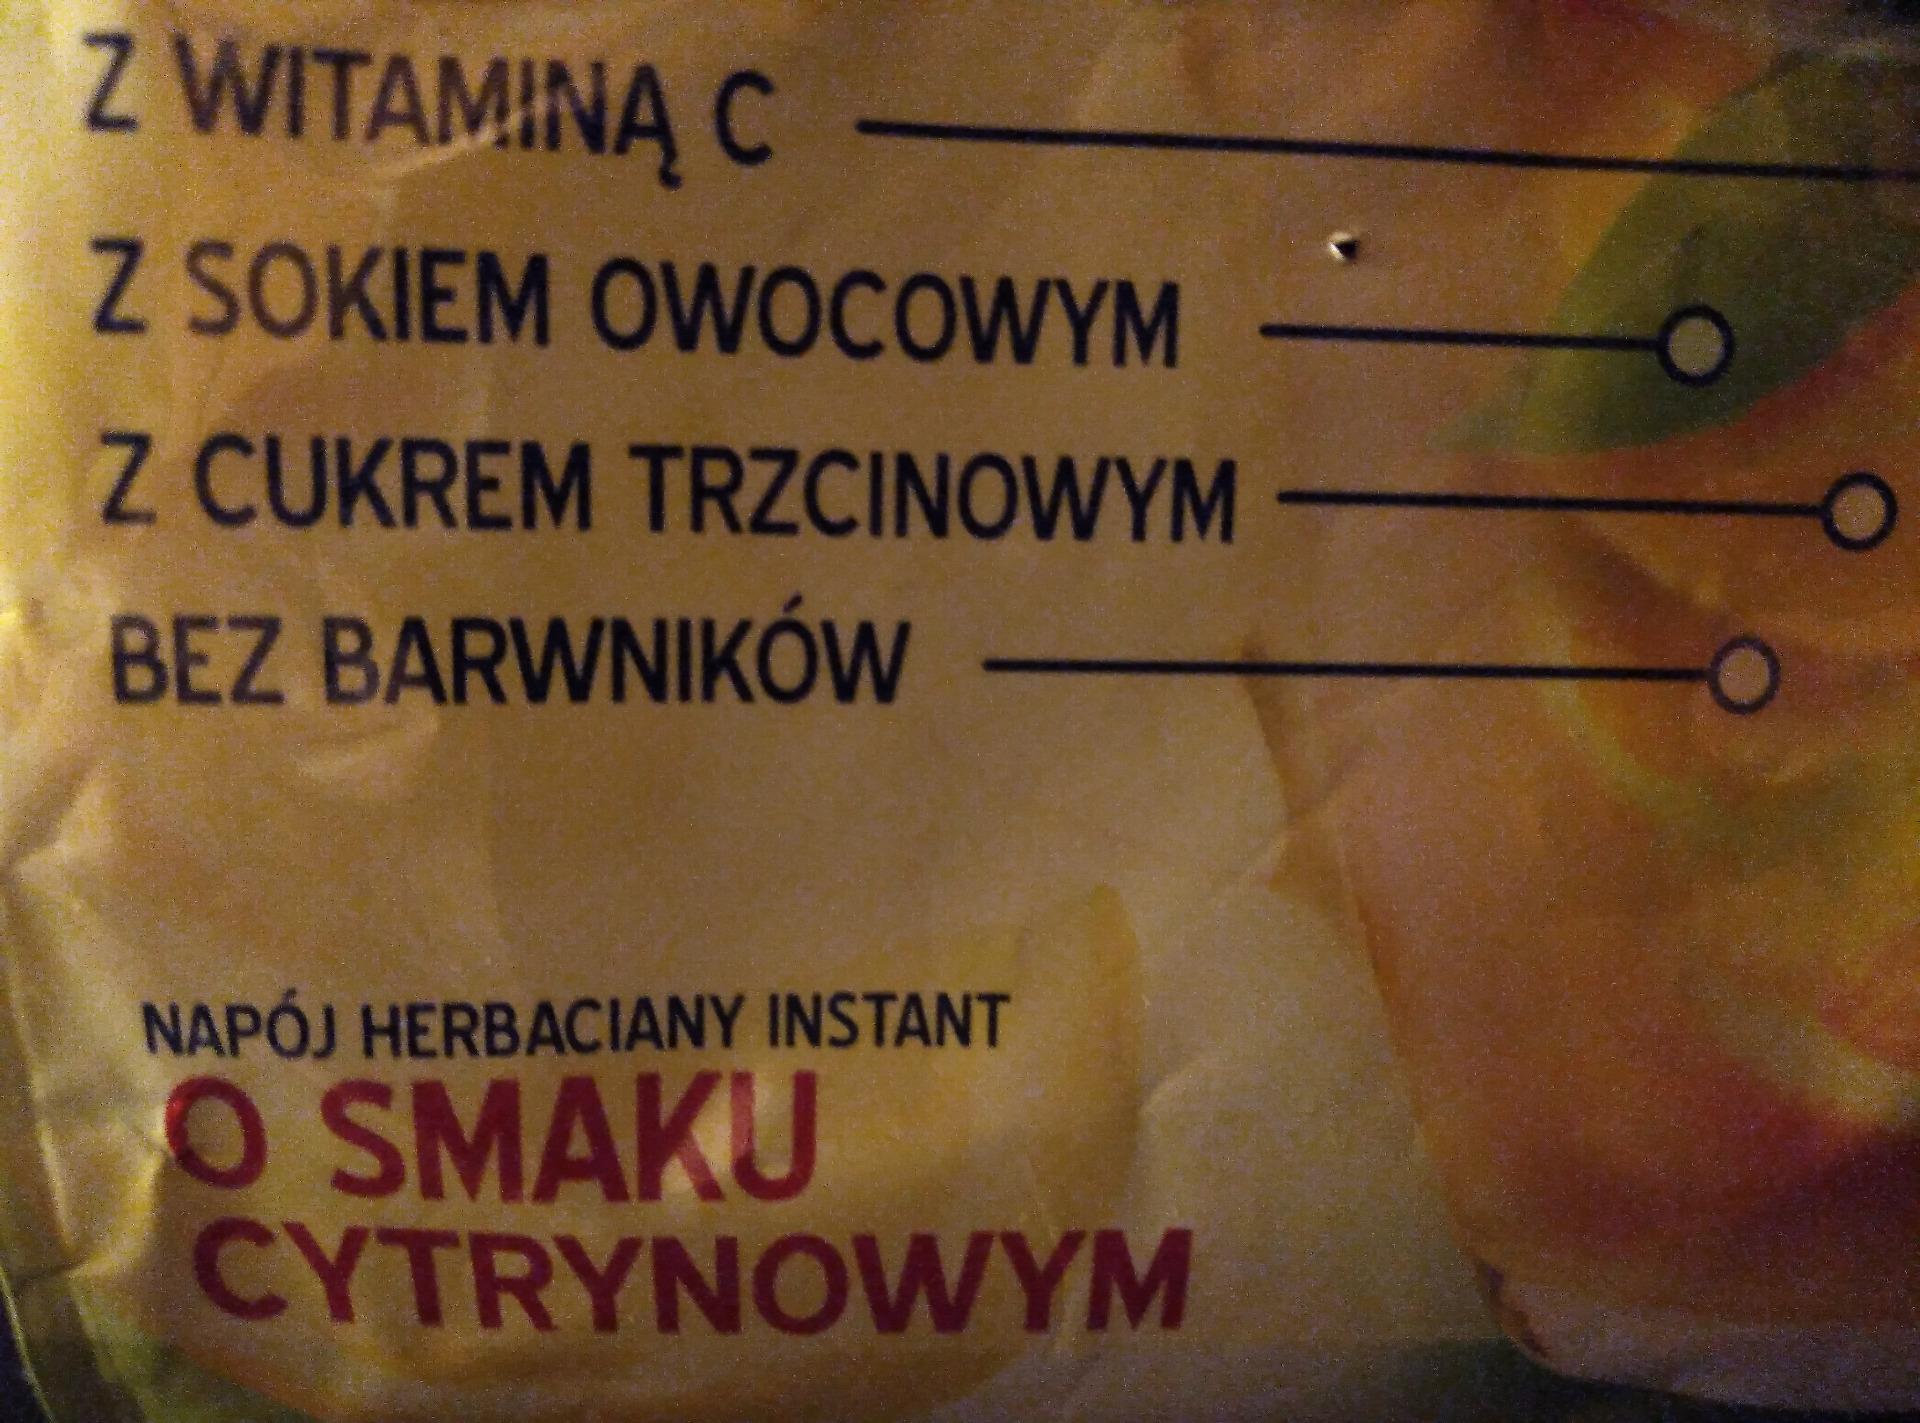 Z WITAMINĄ C
Z SOKIEM OWOCOWYM
Z CUKREM TRZCINOWYM
BEZ BARWNIKÓW
NAPÓJ HERBACIANY INSTANT
O SMAKU
CYTRYNOWYM